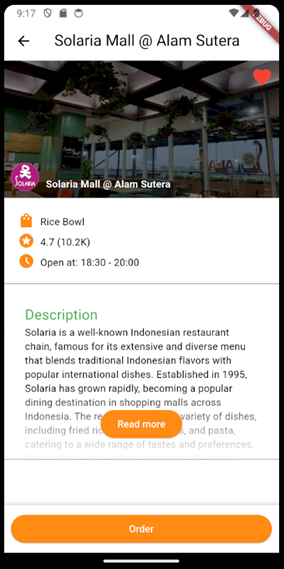 9:17
DEBUG
Solaria Mall @ Alam Sutera
SOLARIA
Solaria Mall @ Alam Sutera
Rice Bowl
4.7 (10.2K)
Open at: 18:30 - 20:00
Description
Solaria is a well-known Indonesian restaurant
chain, famous for its extensive and diverse menu
that blends traditional Indonesian flavors with
popular international dishes. Established in 1995,
Solaria has grown rapidly, becoming a popular
dining destination in shopping malls across
Indonesia. The variety of dishes,
Read more
including fried and pasta,
catering to a wide range of tastes and preferences.
Order